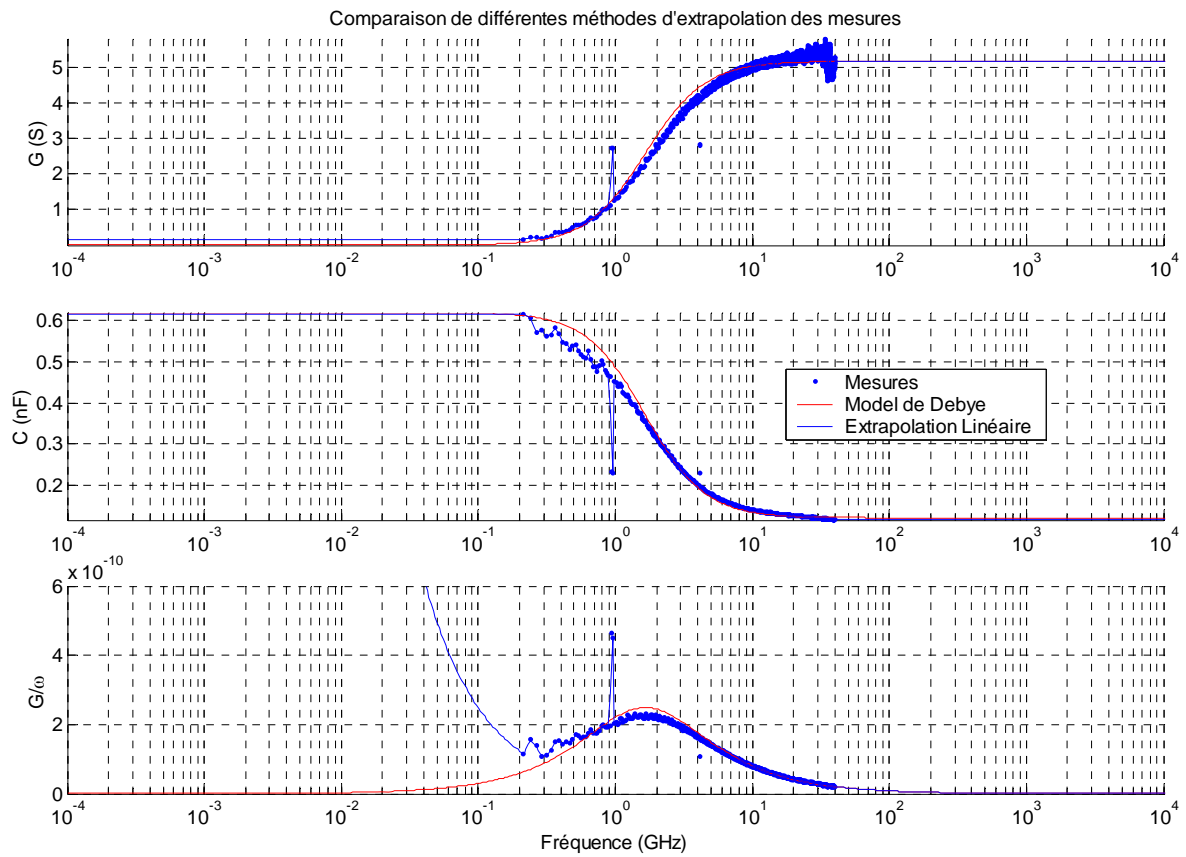 Comparaison de différentes méthodes d'extrapolation des mesures
G (S)
5
4
3
2
1
10^-4 10^-3 10^-2 10^-1 10^0 10^1 10^2 10^3 10^4
C (nF)
0.6
0.5
0.4
0.3
0.2
Mesures
Model de Debye
Extrapolation Linéaire
10^-4 10^-3 10^-2 10^-1 10^0 10^1 10^2 10^3 10^4
x 10^-10
G/ω
6
4
2
0
10^-4 10^-3 10^-2 10^-1 10^0 10^1 10^2 10^3 10^4
Fréquence (GHz)